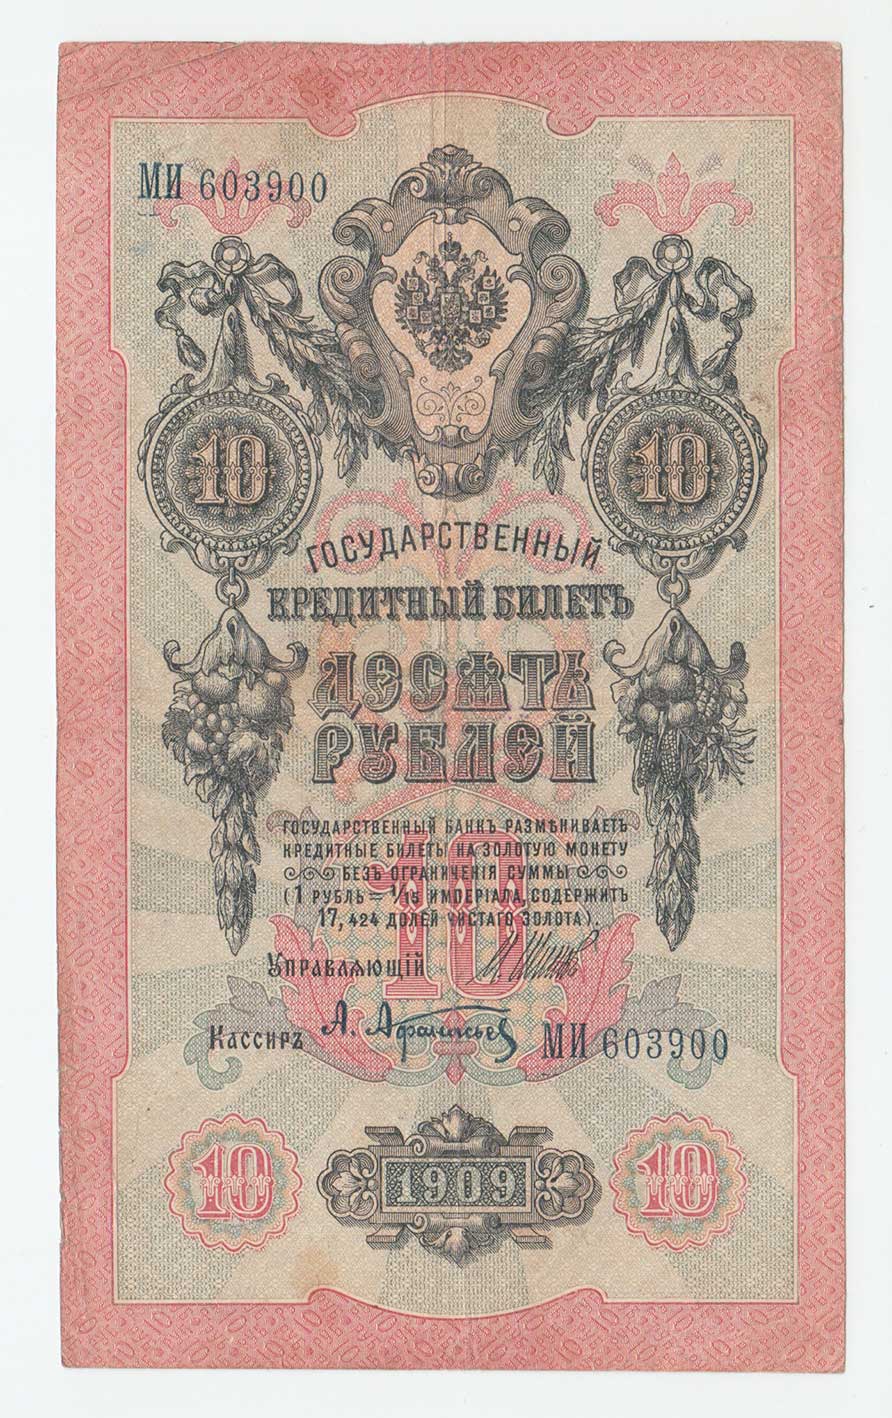 МИ 603900
10 10
ГОСУДАРСТВЕННЫЙ
КРЕДИТНЫЙ БИЛЕТЪ
ДЕСЯТЬ
РУБЛЕЙ
ГОСУДАРСТВЕННЫЙ БАНКЪ РАЗМѢНИВАЕТЪ
КРЕДИТНЫЕ БИЛЕТЫ НА ЗОЛОТУЮ МОНЕТУ
БЕЗЪ ОГРАНИЧЕНІЯ СУММЫ
(1 РУБЛЬ = 1/15 ИМПЕРІАЛА, СОДЕРЖИТЪ
17,424 ДОЛЕЙ ЧИСТАГО ЗОЛОТА).
10
УПРАВЛЯЮЩІЙ
КАССИРЪ А. Афанасьев МИ 603900
10 1909 10